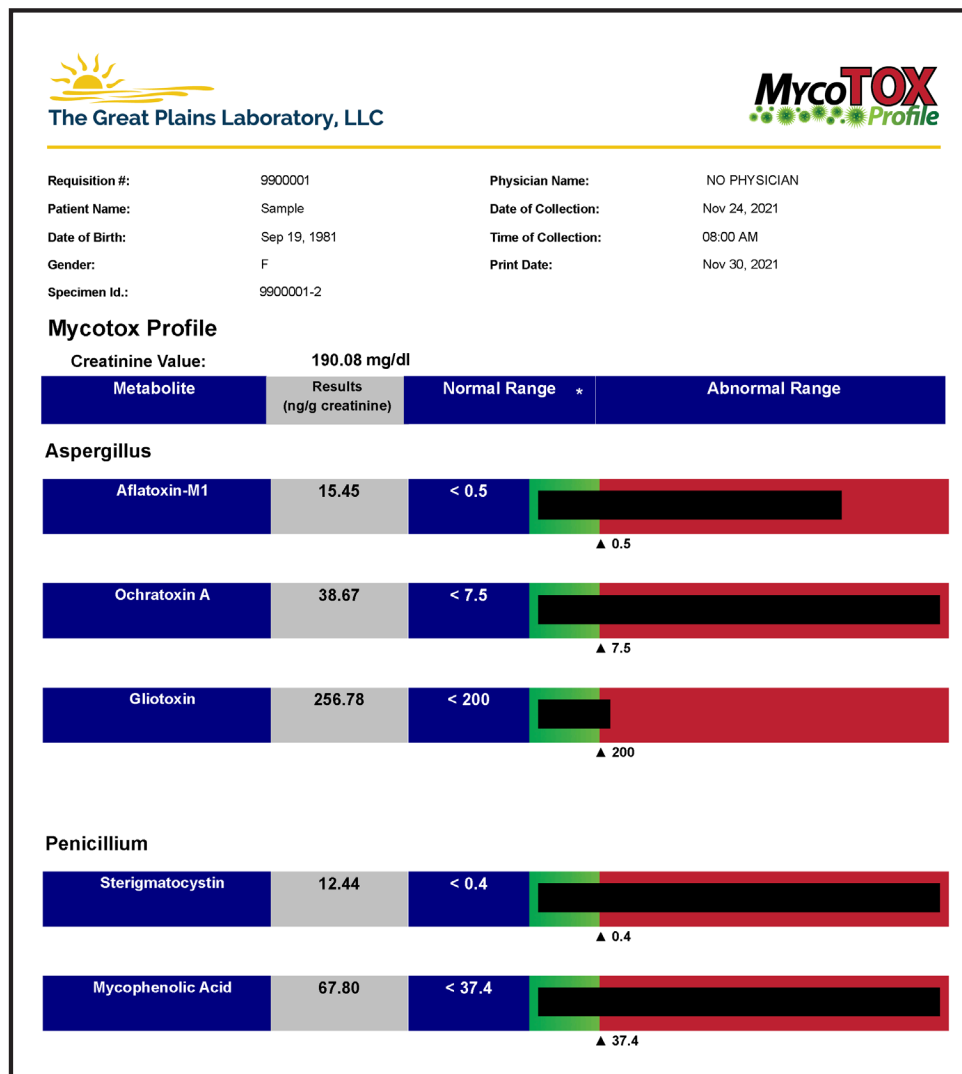 The Great Plains Laboratory, LLC
MycoTOX
Profile
Requisition #: 9900001 Physician Name: NO PHYSICIAN
Patient Name: Sample Date of Collection: Nov 24, 2021
Date of Birth: Sep 19, 1981 Time of Collection: 08:00 AM
Gender: F Print Date: Nov 30, 2021
Specimen Id.: 9900001-2
Mycotox Profile
Creatinine Value: 190.08 mg/dl
Metabolite Results (ng/g creatinine) Normal Range * Abnormal Range
Aspergillus
Aflatoxin-M1 15.45 < 0.5
▲ 0.5
Ochratoxin A 38.67 < 7.5
▲ 7.5
Gliotoxin 256.78 < 200
▲ 200
Penicillium
Sterigmatocystin 12.44 < 0.4
▲ 0.4
Mycophenolic Acid 67.80 < 37.4
▲ 37.4